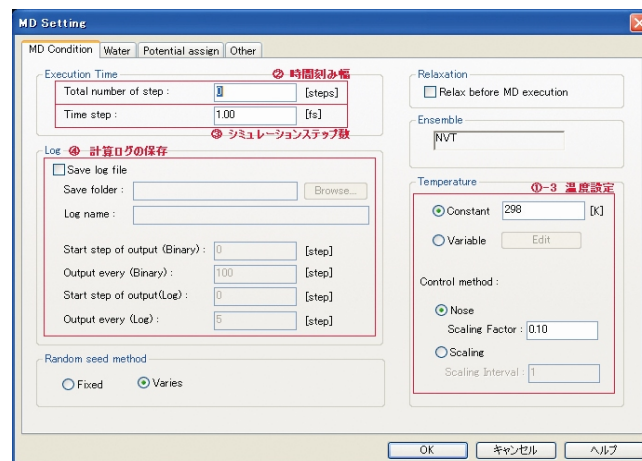 MD Setting
MD Condition Water Potential assign Other
Execution Time ② 時間刻み幅
Total number of step : 0 [steps]
Time step : 1.00 [fs]
③ シミュレーションステップ数
Log ④ 計算ログの保存
Save log file
Save folder : Browse...
Log name :
Start step of output (Binary) : 0 [step]
Output every (Binary) : 100 [step]
Start step of output(Log) : 0 [step]
Output every (Log) : 5 [step]
Random seed method
Fixed Varies
Relaxation
Relax before MD execution
Ensemble
NVT
Temperature ①-3 温度設定
Constant 298 [K]
Variable Edit
Control method :
Nose
Scaling Factor : 0.10
Scaling
Scaling Interval : 1
OK キャンセル ヘルプ